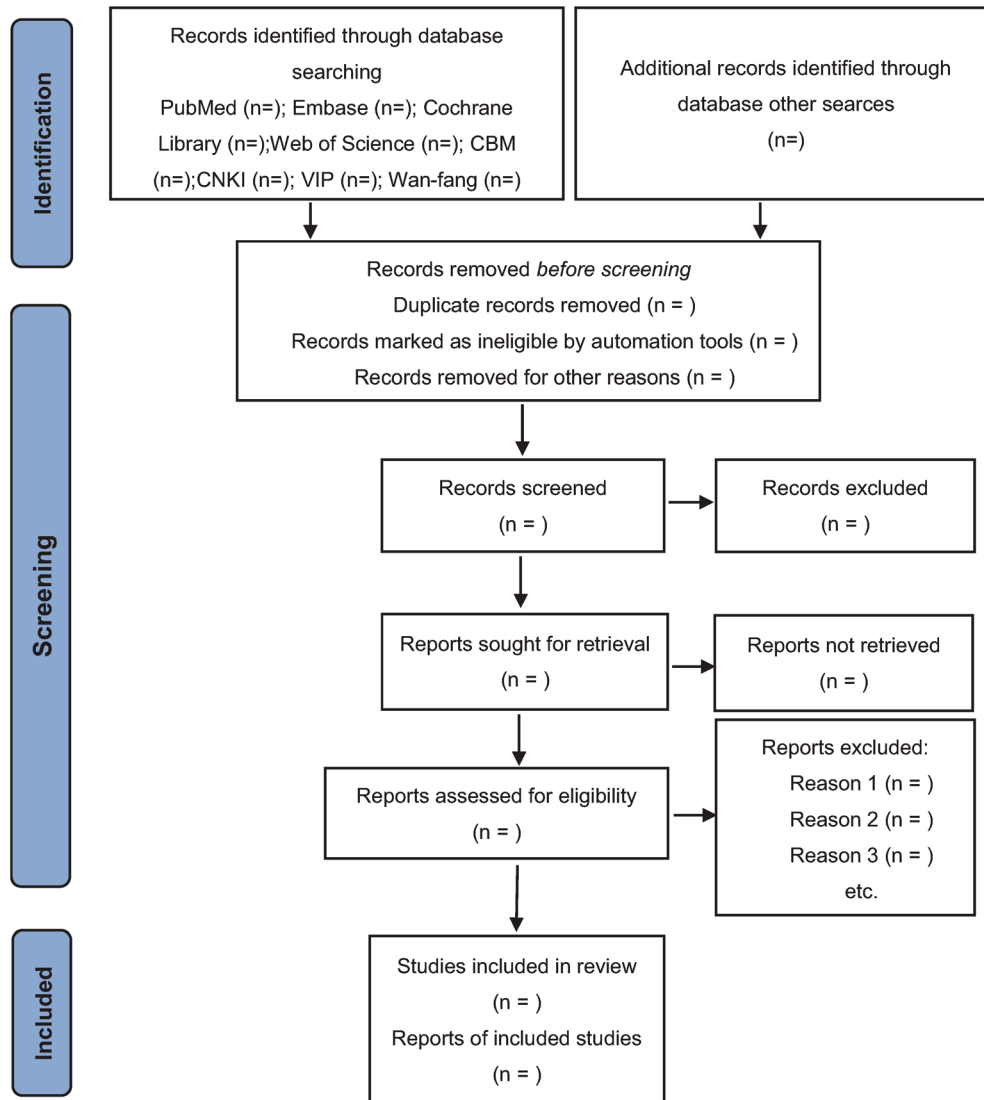 Identification
Records identified through database
searching
PubMed (n=); Embase (n=); Cochrane
Library (n=);Web of Science (n=); CBM
(n=);CNKI (n=); VIP (n=); Wan-fang (n=)
Additional records identified through
database other searces
(n=)
Records removed before screening
Duplicate records removed (n = )
Records marked as ineligible by automation tools (n = )
Records removed for other reasons (n = )
Screening
Records screened
(n = )
Records excluded
(n = )
Reports sought for retrieval
(n = )
Reports not retrieved
(n = )
Reports assessed for eligibility
(n = )
Reports excluded:
Reason 1 (n = )
Reason 2 (n = )
Reason 3 (n = )
etc.
Included
Studies included in review
(n = )
Reports of included studies
(n = )